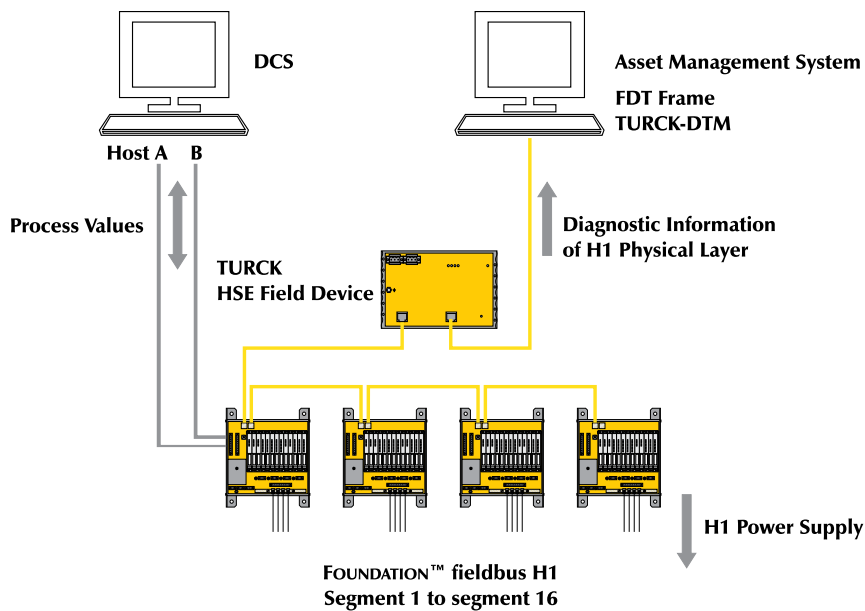 DCS
Asset Management System
FDT Frame
TURCK-DTM
Host A B
Process Values
Diagnostic Information
of H1 Physical Layer
TURCK
HSE Field Device
H1 Power Supply
FOUNDATION™ fieldbus H1
Segment 1 to segment 16